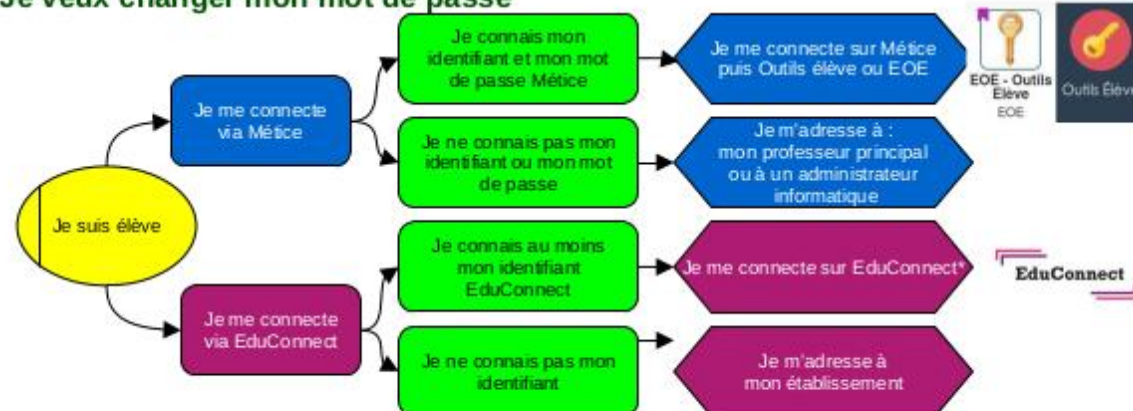 Je veux changer mon mot de passe
Je connais mon
identifiant et mon mot
de passe Métice
Je me connecte sur Métice
puis Outils élève ou EOE
EOE - Outils
Élève
EOE
Outils Élève
Je me connecte
via Métice
Je ne connais pas mon
identifiant ou mon mot
de passe
Je m'adresse à :
mon professeur principal
ou à un administrateur
informatique
Je suis élève
Je connais au moins
mon identifiant
EduConnect
Je me connecte sur EduConnect*
EduConnect
Je me connecte
via EduConnect
Je ne connais pas mon
identifiant
Je m'adresse à
mon établissement